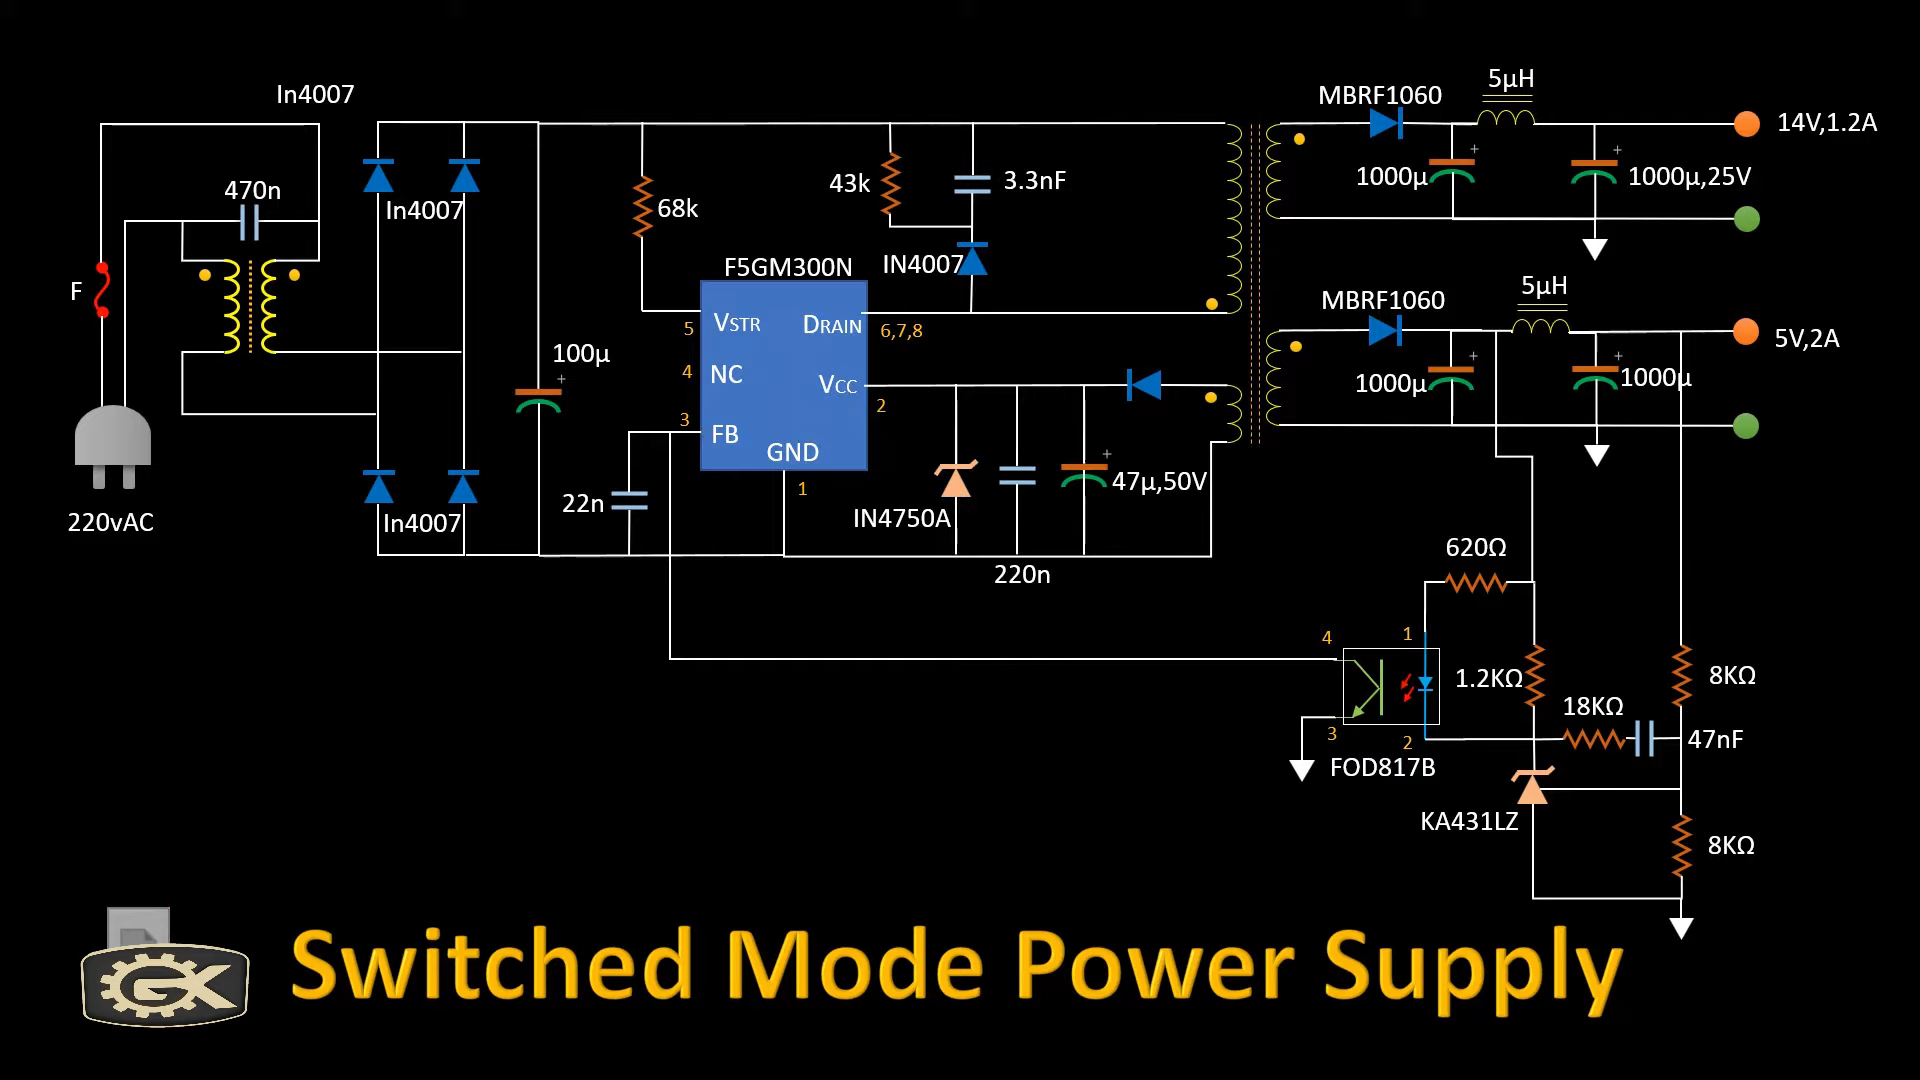 In4007
470n
In4007
F
220vAC
In4007
100µ
68k
43k
3.3nF
IN4007
F5GM300N
VSTR
DRAIN
NC
VCC
FB
GND
5
4
3
6,7,8
2
1
22n
IN4750A
220n
47µ,50V
MBRF1060
5µH
14V,1.2A
1000µ
+
1000µ,25V
+
MBRF1060
5µH
5V,2A
1000µ
+
1000µ
+
+
+
620Ω
4
1
1.2KΩ
8KΩ
18KΩ
47nF
3
2
FOD817B
KA431LZ
8KΩ
GK
Switched Mode Power Supply